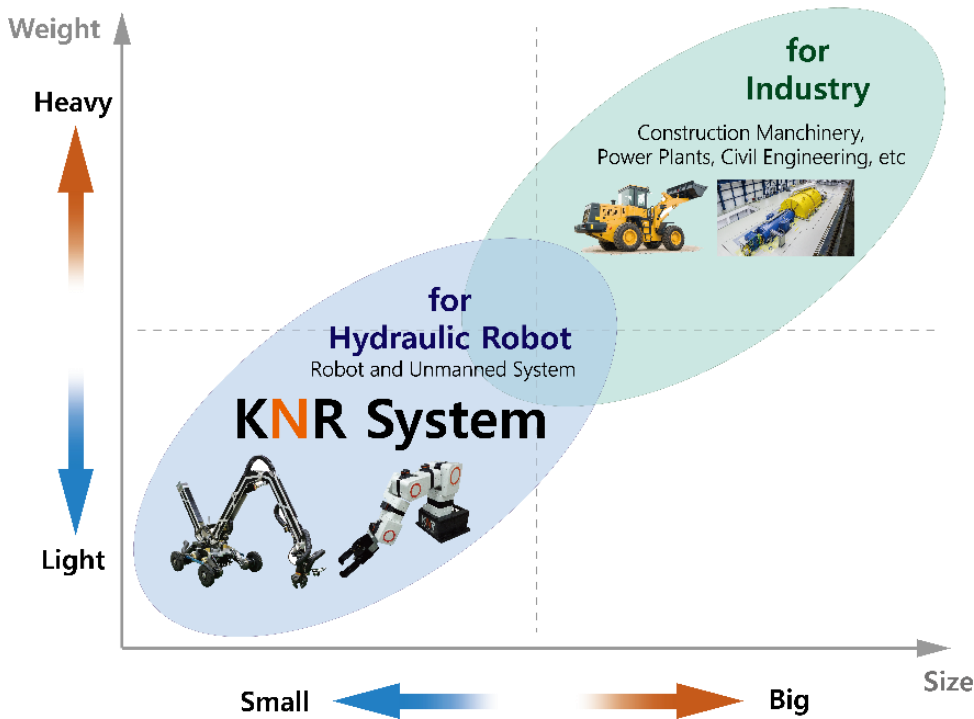 Weight
Heavy
Light
for
Industry
Construction Manchinery,
Power Plants, Civil Engineering, etc
for
Hydraulic Robot
Robot and Unmanned System
KNR System
Small
Big
Size